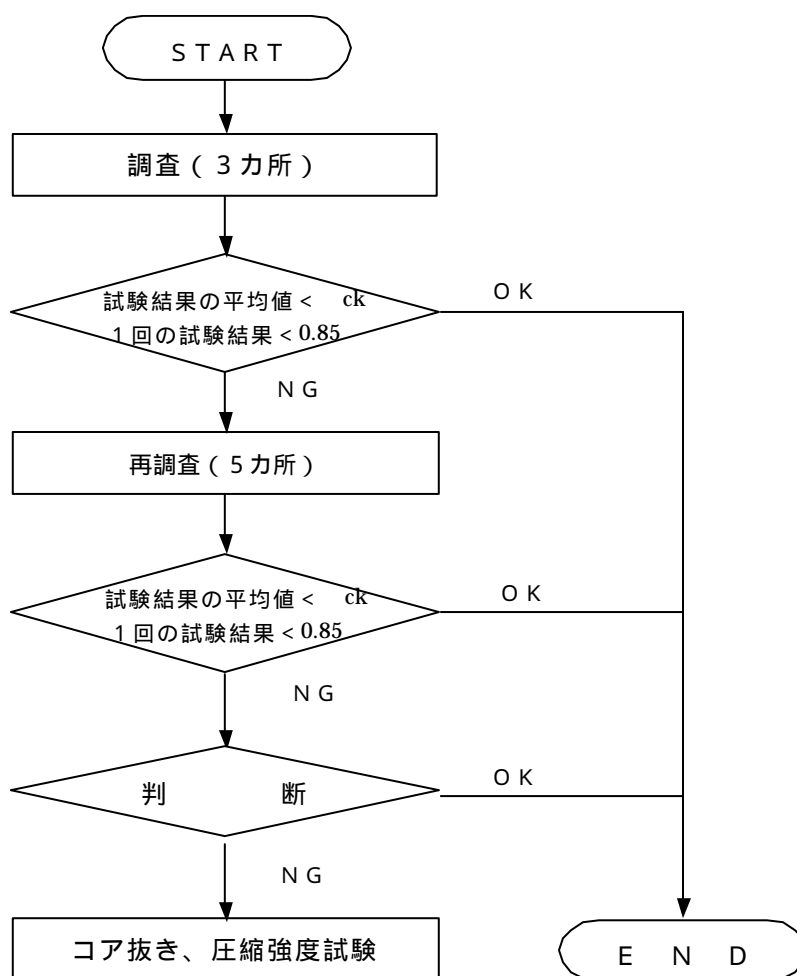 START
調査(3カ所)
試験結果の平均値< ck
1回の試験結果<0.85
OK
NG
再調査(5カ所)
試験結果の平均値< ck
1回の試験結果<0.85
OK
NG
判 断
OK
NG
コア抜き、圧縮強度試験
END